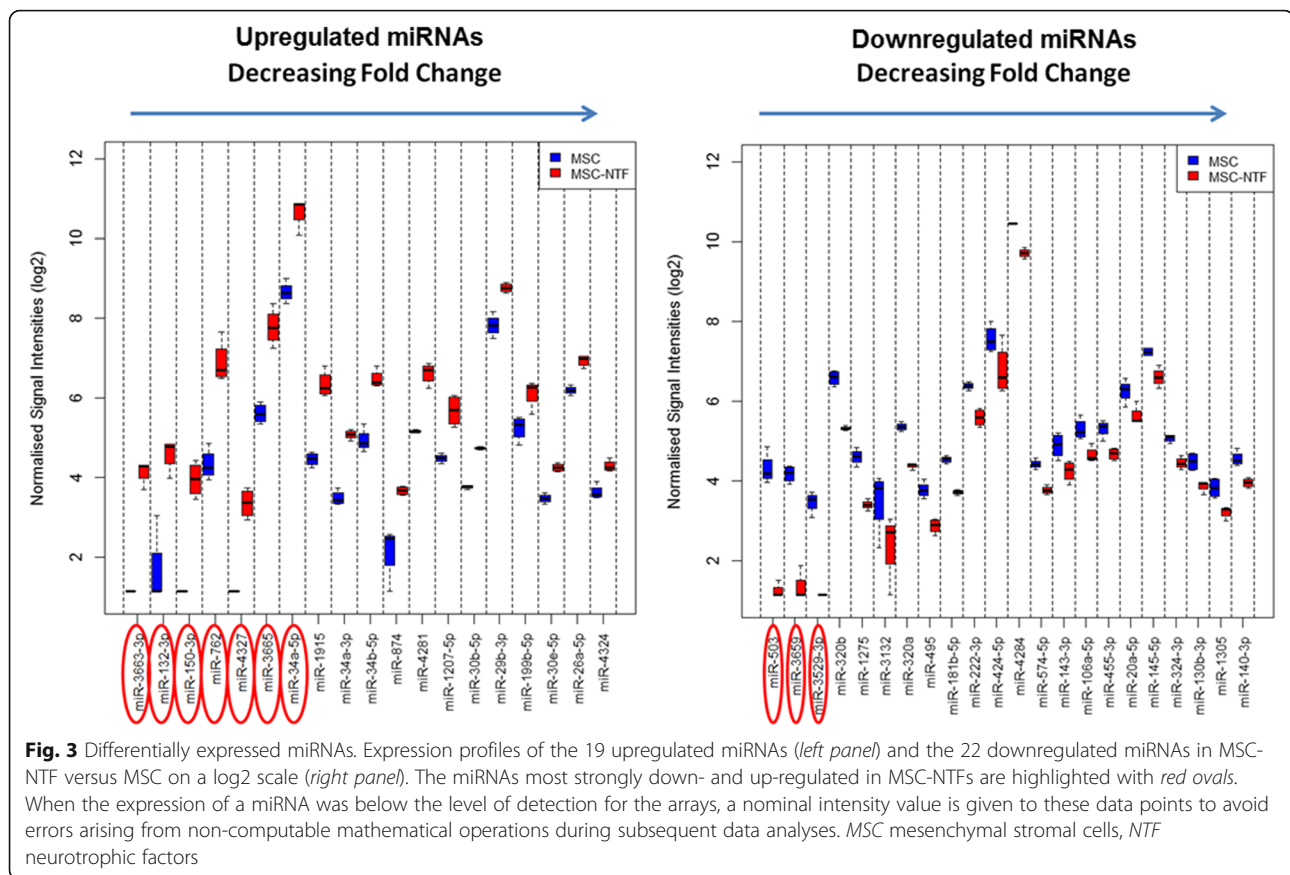 Upregulated miRNAs
Decreasing Fold Change
Normalised Signal Intensities (log2)
12
10
8
6
4
2
MSC
MSC-NTF
miR-3663-3p
miR-132-3p
miR-150-3p
miR-762
miR-4327
miR-3665
miR-34a-5p
miR-1915
miR-34a-3p
miR-34b-5p
miR-874
miR-4281
miR-1207-5p
miR-30b-5p
miR-29b-3p
miR-199b-5p
miR-30e-5p
miR-26a-5p
miR-4324
Downregulated miRNAs
Decreasing Fold Change
Normalised Signal Intensities (log2)
12
10
8
6
4
2
MSC
MSC-NTF
miR-503
miR-3659
miR-3529-3p
miR-320b
miR-1275
miR-3132
miR-320a
miR-495
miR-181b-5p
miR-222-3p
miR-424-5p
miR-4284
miR-574-5p
miR-143-3p
miR-106a-5p
miR-455-3p
miR-20a-5p
miR-145-5p
miR-324-3p
miR-130b-3p
miR-1305
miR-140-3p
Fig. 3 Differentially expressed miRNAs. Expression profiles of the 19 upregulated miRNAs (left panel) and the 22 downregulated miRNAs in MSC-
NTF versus MSC on a log2 scale (right panel). The miRNAs most strongly down- and up-regulated in MSC-NTFs are highlighted with red ovals.
When the expression of a miRNA was below the level of detection for the arrays, a nominal intensity value is given to these data points to avoid
errors arising from non-computable mathematical operations during subsequent data analyses. MSC mesenchymal stromal cells, NTF
neurotrophic factors